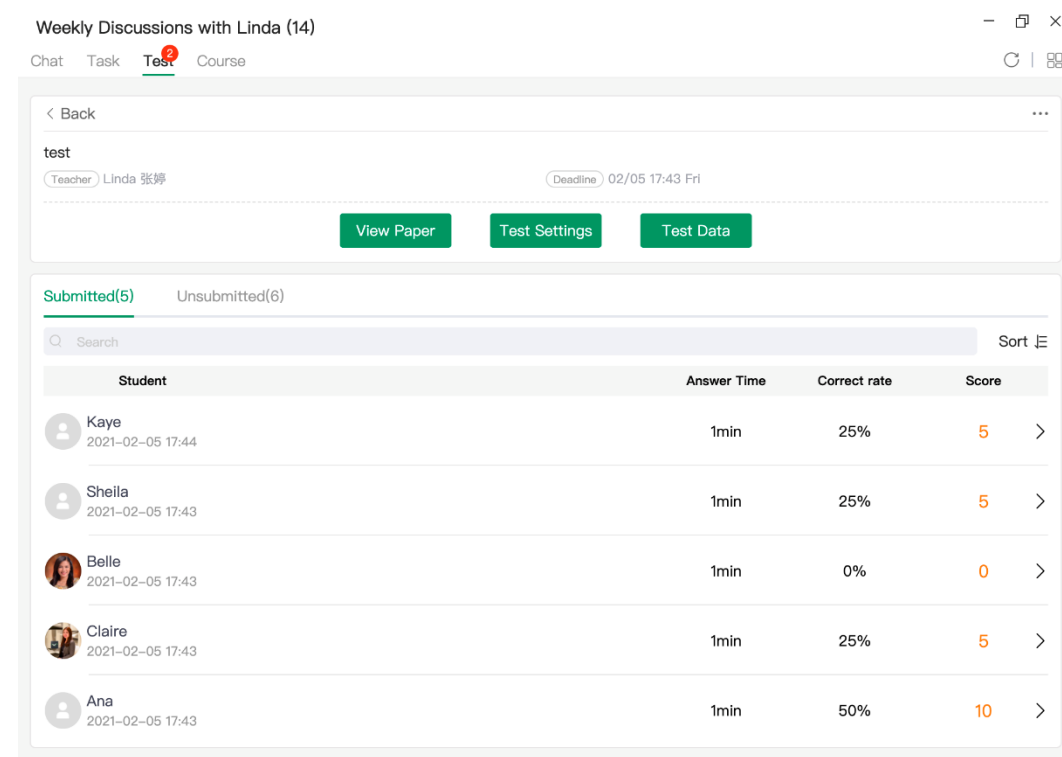 Weekly Discussions with Linda (14)
Chat Task Test 2 Course
Back
test
Teacher Linda 张婷 Deadline 02/05 17:43 Fri
View Paper Test Settings Test Data
Submitted(5) Unsubmitted(6)
Search Sort
Student Answer Time Correct rate Score
Kaye
2021-02-05 17:44
1min 25% 5
Sheila
2021-02-05 17:43
1min 25% 5
Belle
2021-02-05 17:43
1min 0% 0
Claire
2021-02-05 17:43
1min 25% 5
Ana
2021-02-05 17:43
1min 50% 10